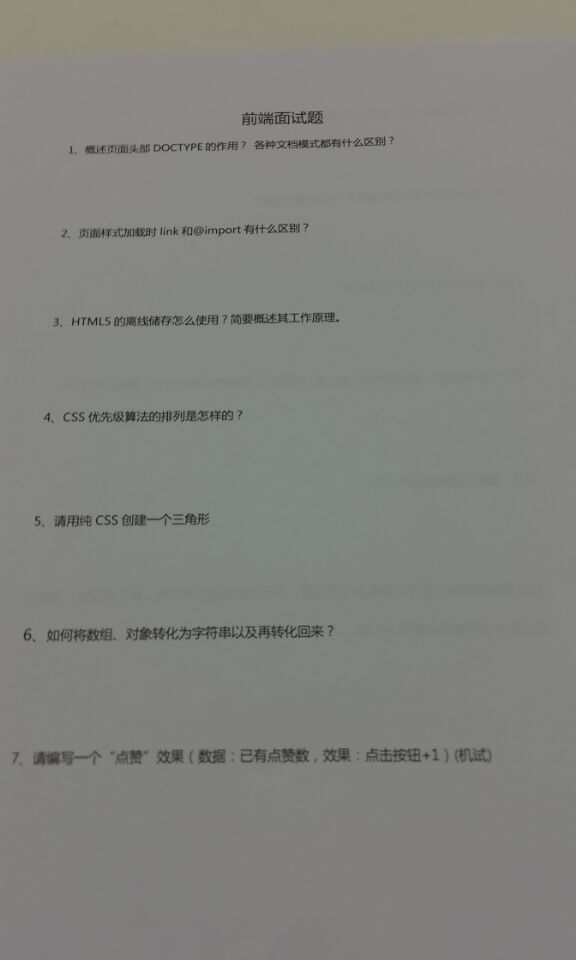 前端面试题
1、概述页面头部 DOCTYPE 的作用？ 各种文档模式都有什么区别？
2、页面样式加载时 link 和@import 有什么区别？
3、HTML5 的离线储存怎么使用？简要概述其工作原理。
4、CSS 优先级算法的排列是怎样的？
5、请用纯 CSS 创建一个三角形
6、如何将数组、对象转化为字符串以及再转化回来？
7、请编写一个“点赞”效果（数据：已有点赞数，效果：点击按钮+1）(机试)